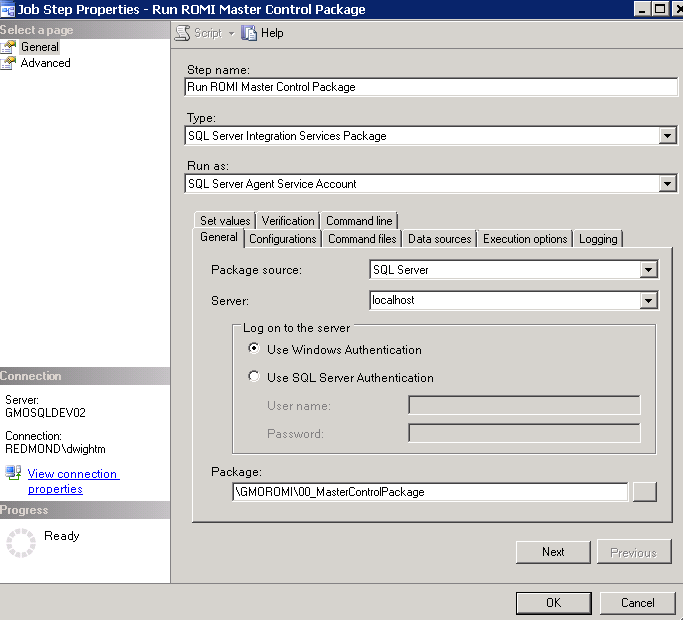 Job Step Properties - Run ROMI Master Control Package
Select a page
General
Advanced
Script
Help
Step name:
Run ROMI Master Control Package
Type:
SQL Server Integration Services Package
Run as:
SQL Server Agent Service Account
Set values
Verification
Command line
General
Configurations
Command files
Data sources
Execution options
Logging
Package source:
SQL Server
Server:
localhost
Log on to the server
Use Windows Authentication
Use SQL Server Authentication
User name:
Password:
Package:
\GMOROMI\00_MasterControlPackage
Connection
Server:
GMOSQLDEV02
Connection:
REDMOND\dwightm
View connection
properties
Progress
Ready
Next
Previous
OK
Cancel